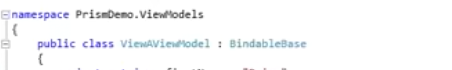 namespace PrismDemo.ViewModels
{
public class ViewAViewModel : BindableBase
{